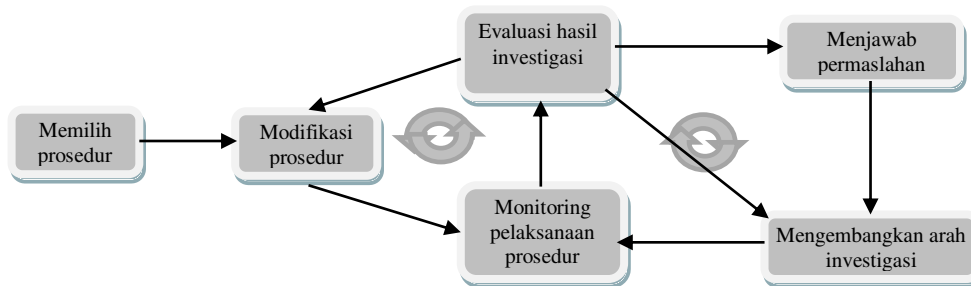 Evaluasi hasil
investigasi
Menjawab
permaslahan
Memilih
prosedur
Modifikasi
prosedur
Monitoring
pelaksanaan
prosedur
Mengembangkan arah
investigasi